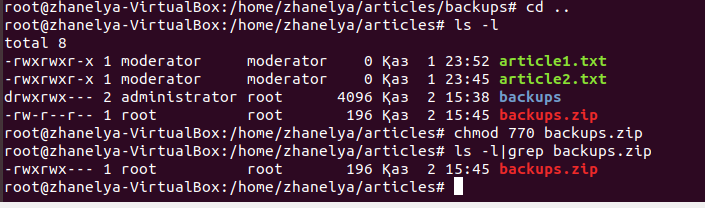 root@zhanelya-VirtualBox:/home/zhanelya/articles/backups# cd ..
root@zhanelya-VirtualBox:/home/zhanelya/articles# ls -l
total 8
-rwxrwxr-x 1 moderator     moderator    0 Қаз  1 23:52 article1.txt
-rwxrwxr-x 1 moderator     moderator    0 Қаз  1 23:45 article2.txt
drwxrwx--- 2 administrator root      4096 Қаз  2 15:38 backups
-rw-r--r-- 1 root          root       196 Қаз  2 15:45 backups.zip
root@zhanelya-VirtualBox:/home/zhanelya/articles# chmod 770 backups.zip
root@zhanelya-VirtualBox:/home/zhanelya/articles# ls -l|grep backups.zip
-rwxrwx--- 1 root          root       196 Қаз  2 15:45 backups.zip
root@zhanelya-VirtualBox:/home/zhanelya/articles#